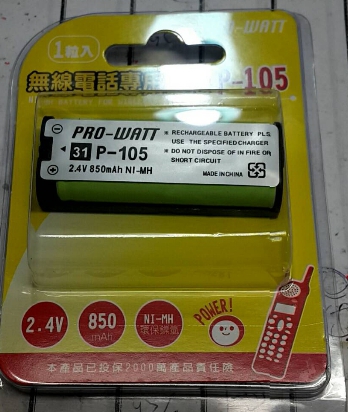 1粒入
PRO-WATT
無線電話專用
P-105
PRO-WATT
31 P-105
2.4V 850mAh NI-MH
* RECHARGEABLE BATTERY PLS
USE THE SPECIFIED CHARGER
* DO NOT DISPOSE OF IN FIRE OR
SHORT CIRCUIT
MADE IN CHINA
2.4V
850
mAh
NI-MH
環保鎳氫
POWER!
本產品已投保2000萬產品責任險